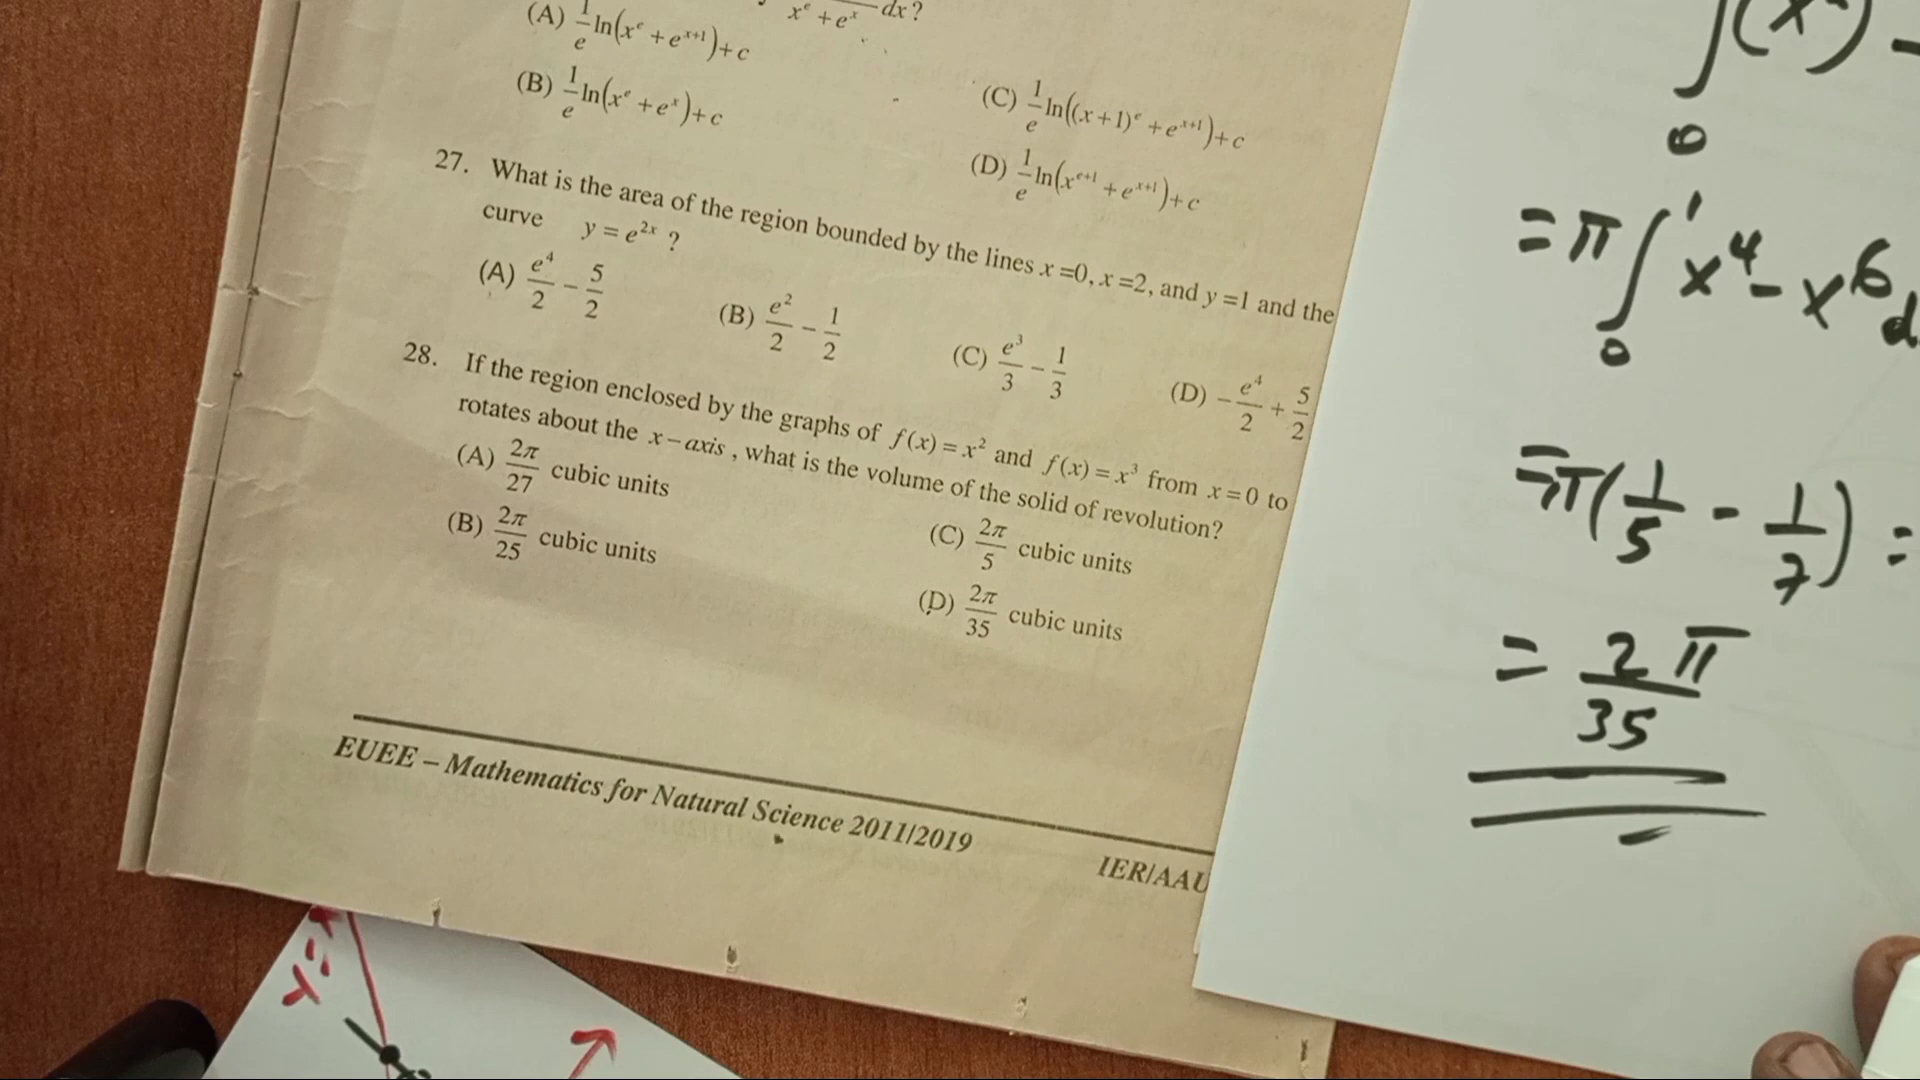 x^e + e^x dx?
(A) 1/e ln(x^e + e^{x+1}) + c
(B) 1/e ln(x^e + e^x) + c
(C) 1/e ln((x+1)^e + e^{x+1}) + c
(D) 1/e ln(x^{e+1} + e^{x+1}) + c
27. What is the area of the region bounded by the lines x =0, x =2, and y =1 and the
curve y = e^{2x} ?
(A) e^4/2 − 5/2 (B) e^2/2 − 1/2 (C) e^3/3 − 1/3 (D) − e^4/2 + 5/2
28. If the region enclosed by the graphs of f(x) = x^2 and f(x) = x^3 from x = 0 to
rotates about the x − axis , what is the volume of the solid of revolution?
(A) 2π/27 cubic units
(B) 2π/25 cubic units
(C) 2π/5 cubic units
(D) 2π/35 cubic units
EUEE – Mathematics for Natural Science 2011/2019
IER/AAU
0
= π ∫_0^1 x^4 - x^6 d
= π(1/5 - 1/7) =
= 2π/35